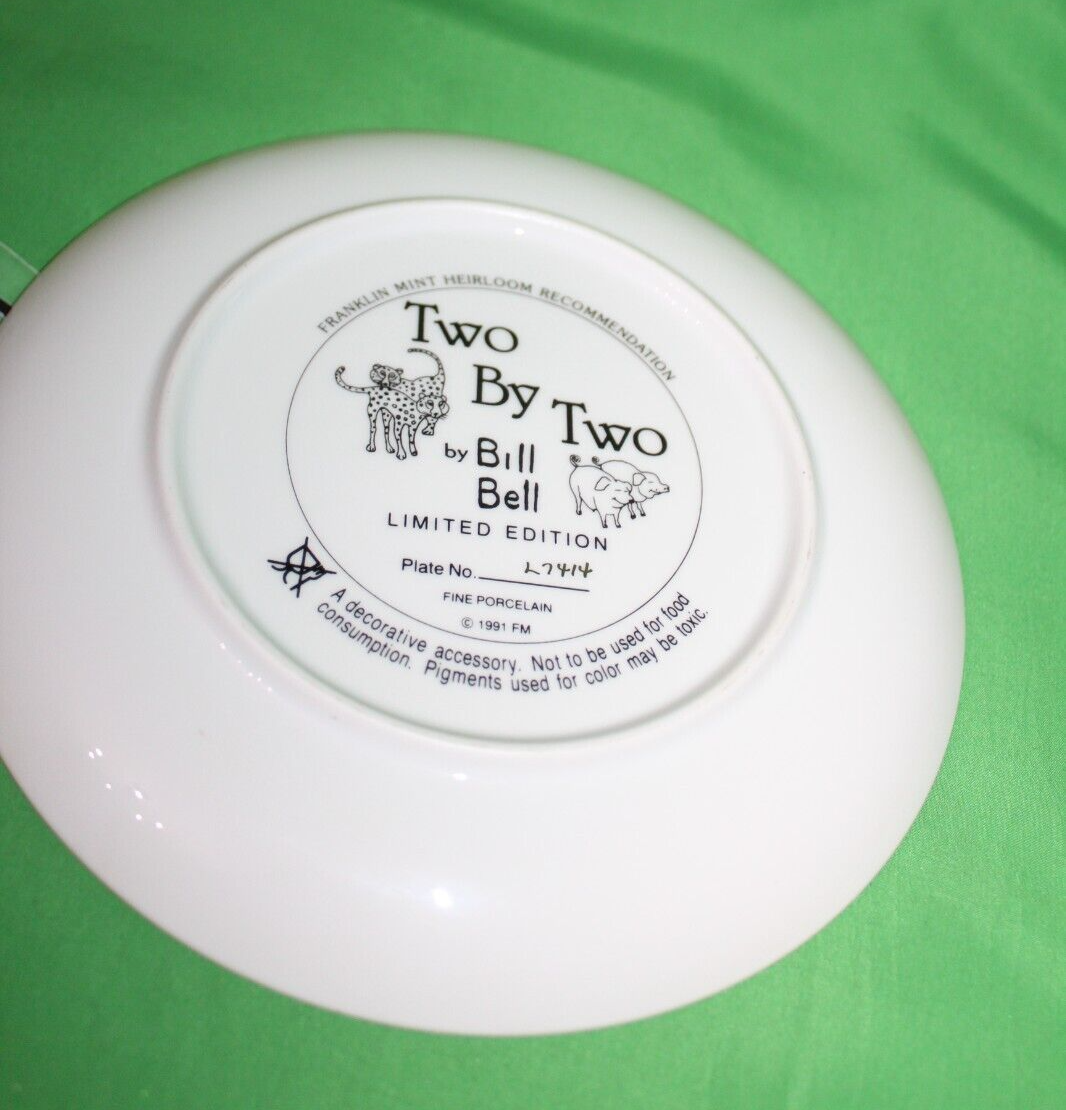 FRANKLIN MINT HEIRLOOM RECOMMENDATION
Two
By Two
by Bill
Bell
LIMITED EDITION
Plate No. L7414
FINE PORCELAIN
© 1991 FM
A decorative accessory. Not to be used for food
consumption. Pigments used for color may be toxic.